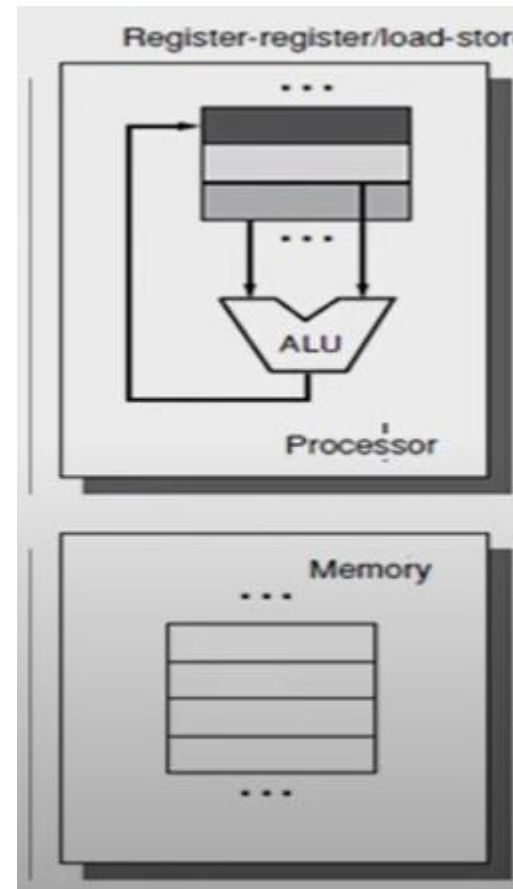 Register-register/load-stor
...
...
ALU
Processor
Memory
...
...